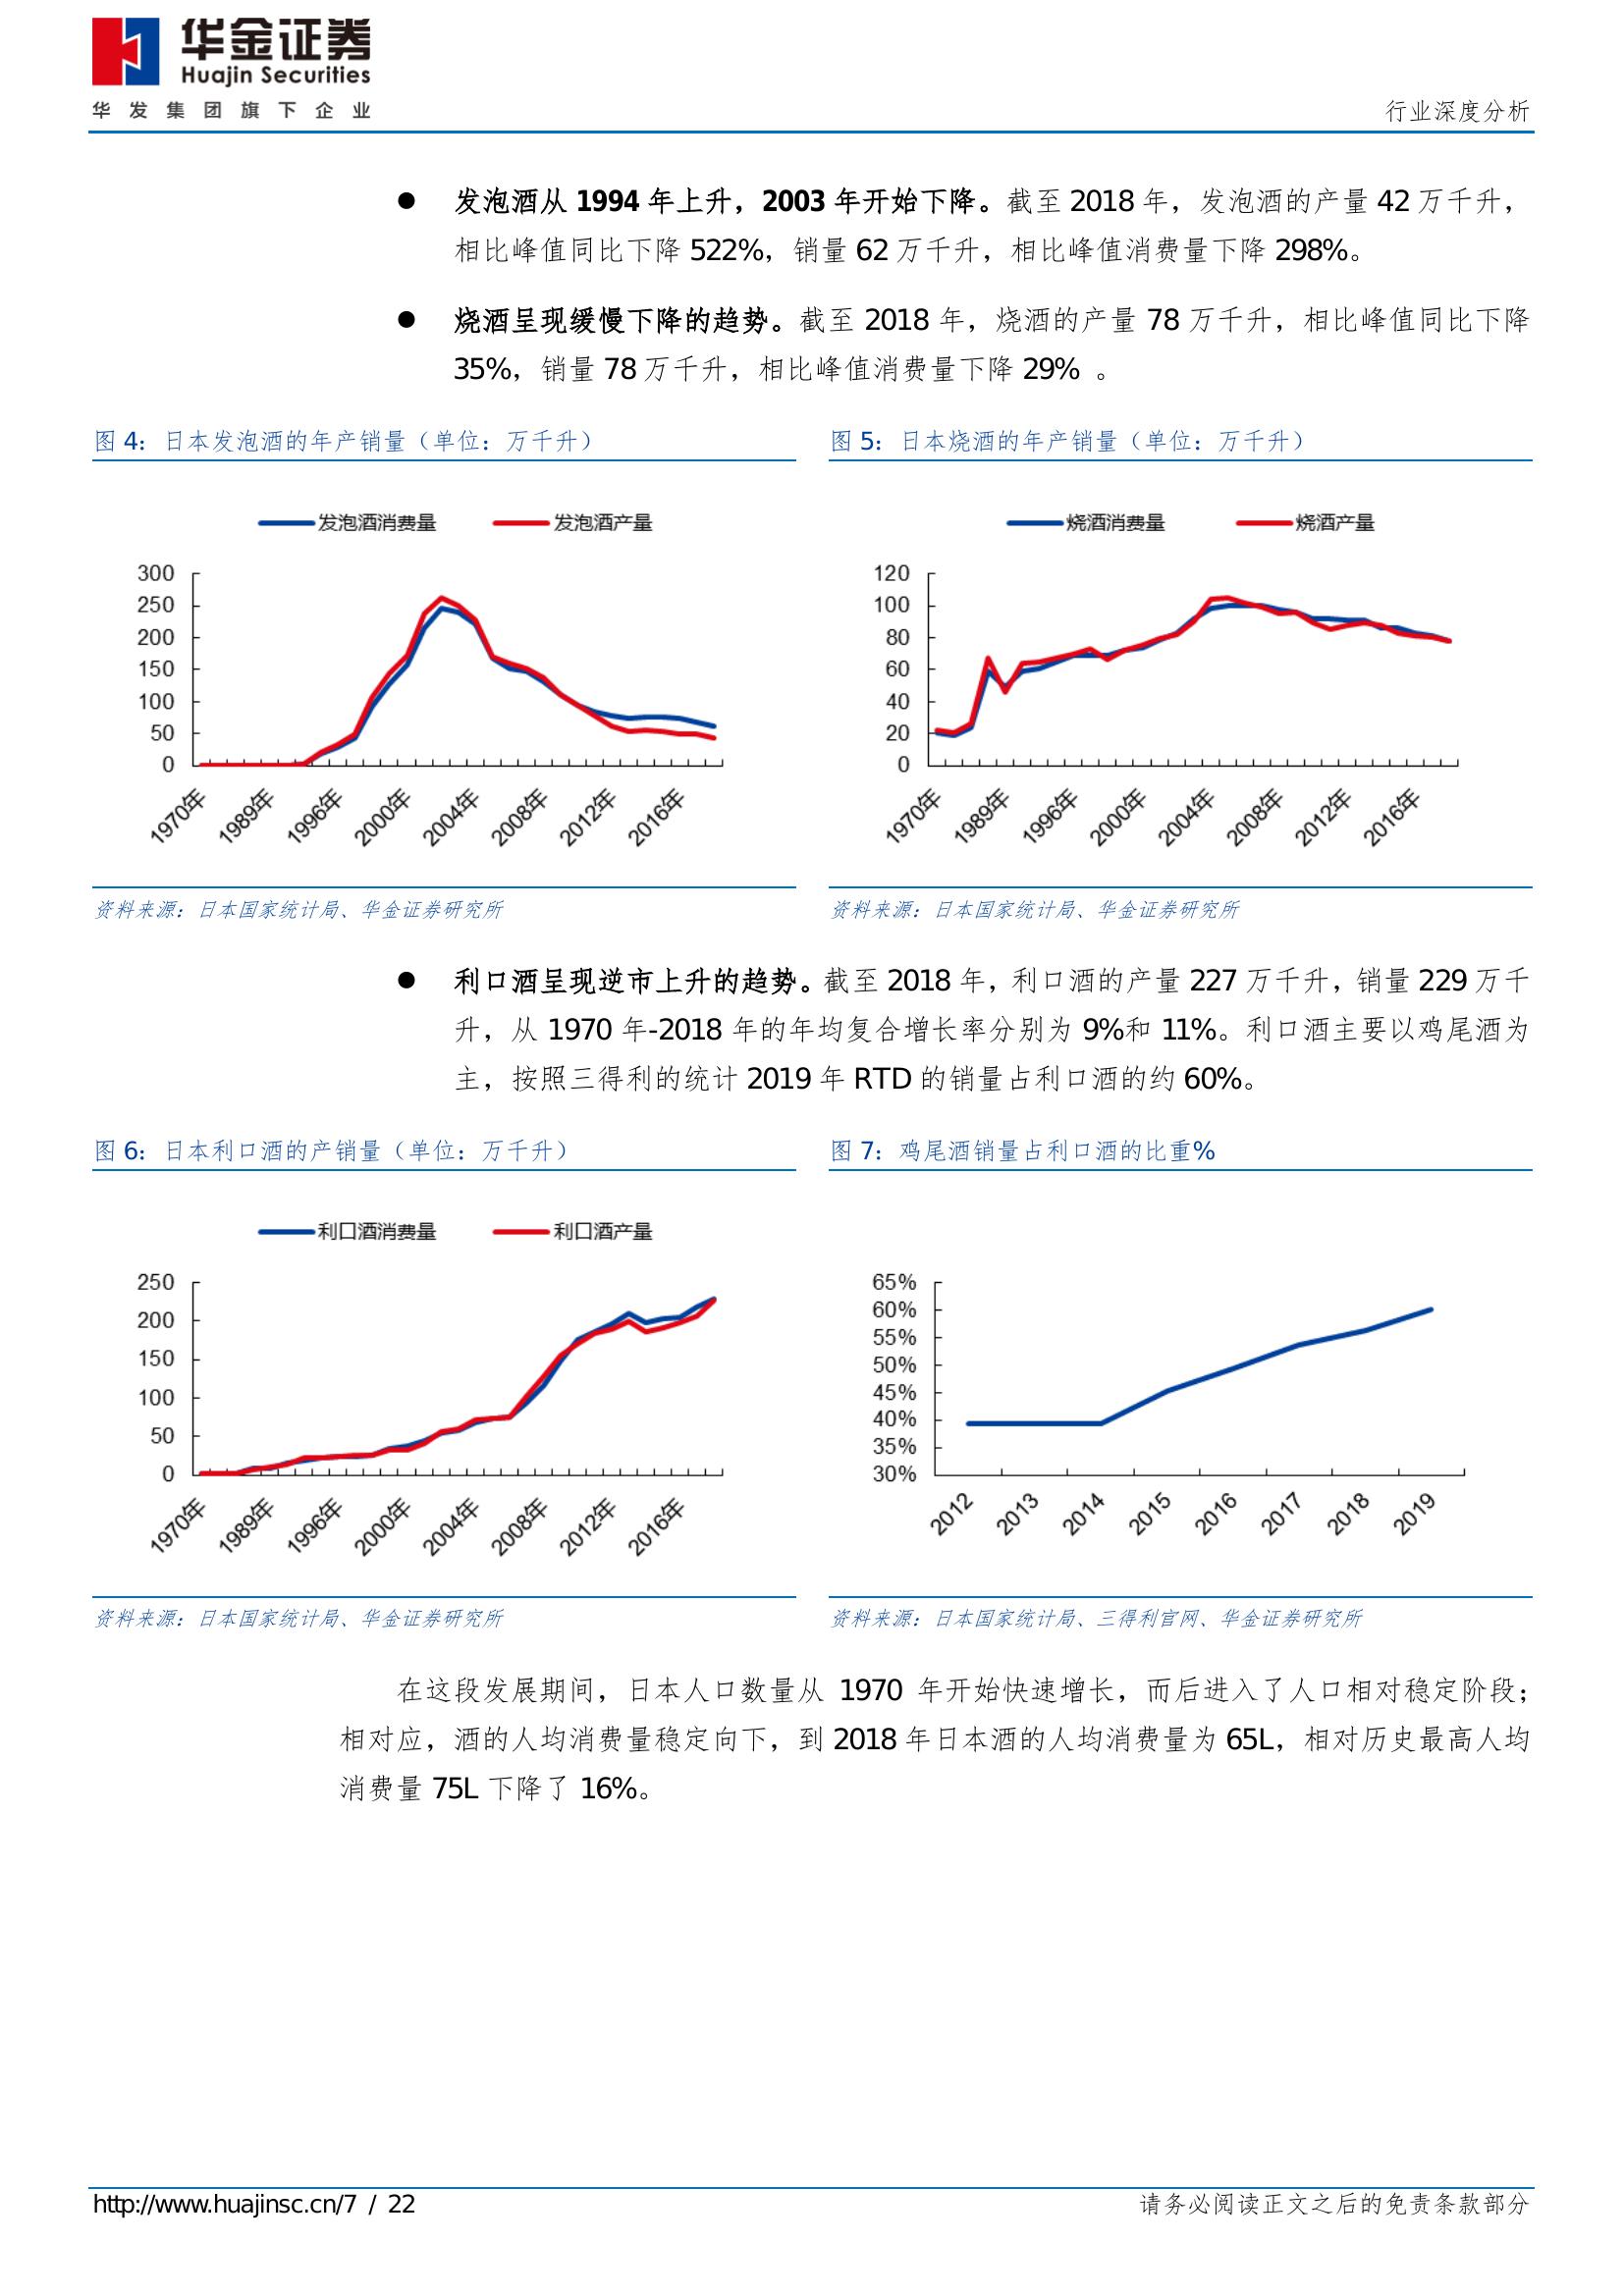 华金证券
Huajin Securities
华发集团旗下企业
行业深度分析
● 发泡酒从 1994 年上升，2003 年开始下降。截至 2018 年，发泡酒的产量 42 万千升，
相比峰值同比下降 522%，销量 62 万千升，相比峰值消费量下降 298%。
● 烧酒呈现缓慢下降的趋势。截至 2018 年，烧酒的产量 78 万千升，相比峰值同比下降
35%，销量 78 万千升，相比峰值消费量下降 29% 。
图 4：日本发泡酒的年产销量（单位：万千升）
发泡酒消费量 发泡酒产量
300
250
200
150
100
50
0
1970年 1989年 1996年 2000年 2004年 2008年 2012年 2016年
资料来源：日本国家统计局、华金证券研究所
图 5：日本烧酒的年产销量（单位：万千升）
烧酒消费量 烧酒产量
120
100
80
60
40
20
0
1970年 1989年 1996年 2000年 2004年 2008年 2012年 2016年
资料来源：日本国家统计局、华金证券研究所
● 利口酒呈现逆市上升的趋势。截至 2018 年，利口酒的产量 227 万千升，销量 229 万千
升，从 1970 年-2018 年的年均复合增长率分别为 9%和 11%。利口酒主要以鸡尾酒为
主，按照三得利的统计 2019 年 RTD 的销量占利口酒的约 60%。
图 6：日本利口酒的产销量（单位：万千升）
利口酒消费量 利口酒产量
250
200
150
100
50
0
1970年 1989年 1996年 2000年 2004年 2008年 2012年 2016年
资料来源：日本国家统计局、华金证券研究所
图 7：鸡尾酒销量占利口酒的比重%
65%
60%
55%
50%
45%
40%
35%
30%
2012 2013 2014 2015 2016 2017 2018 2019
资料来源：日本国家统计局、三得利官网、华金证券研究所
在这段发展期间，日本人口数量从 1970 年开始快速增长，而后进入了人口相对稳定阶段；
相对应，酒的人均消费量稳定向下，到 2018 年日本酒的人均消费量为 65L，相对历史最高人均
消费量 75L 下降了 16%。
http://www.huajinsc.cn/7 / 22
请务必阅读正文之后的免责条款部分